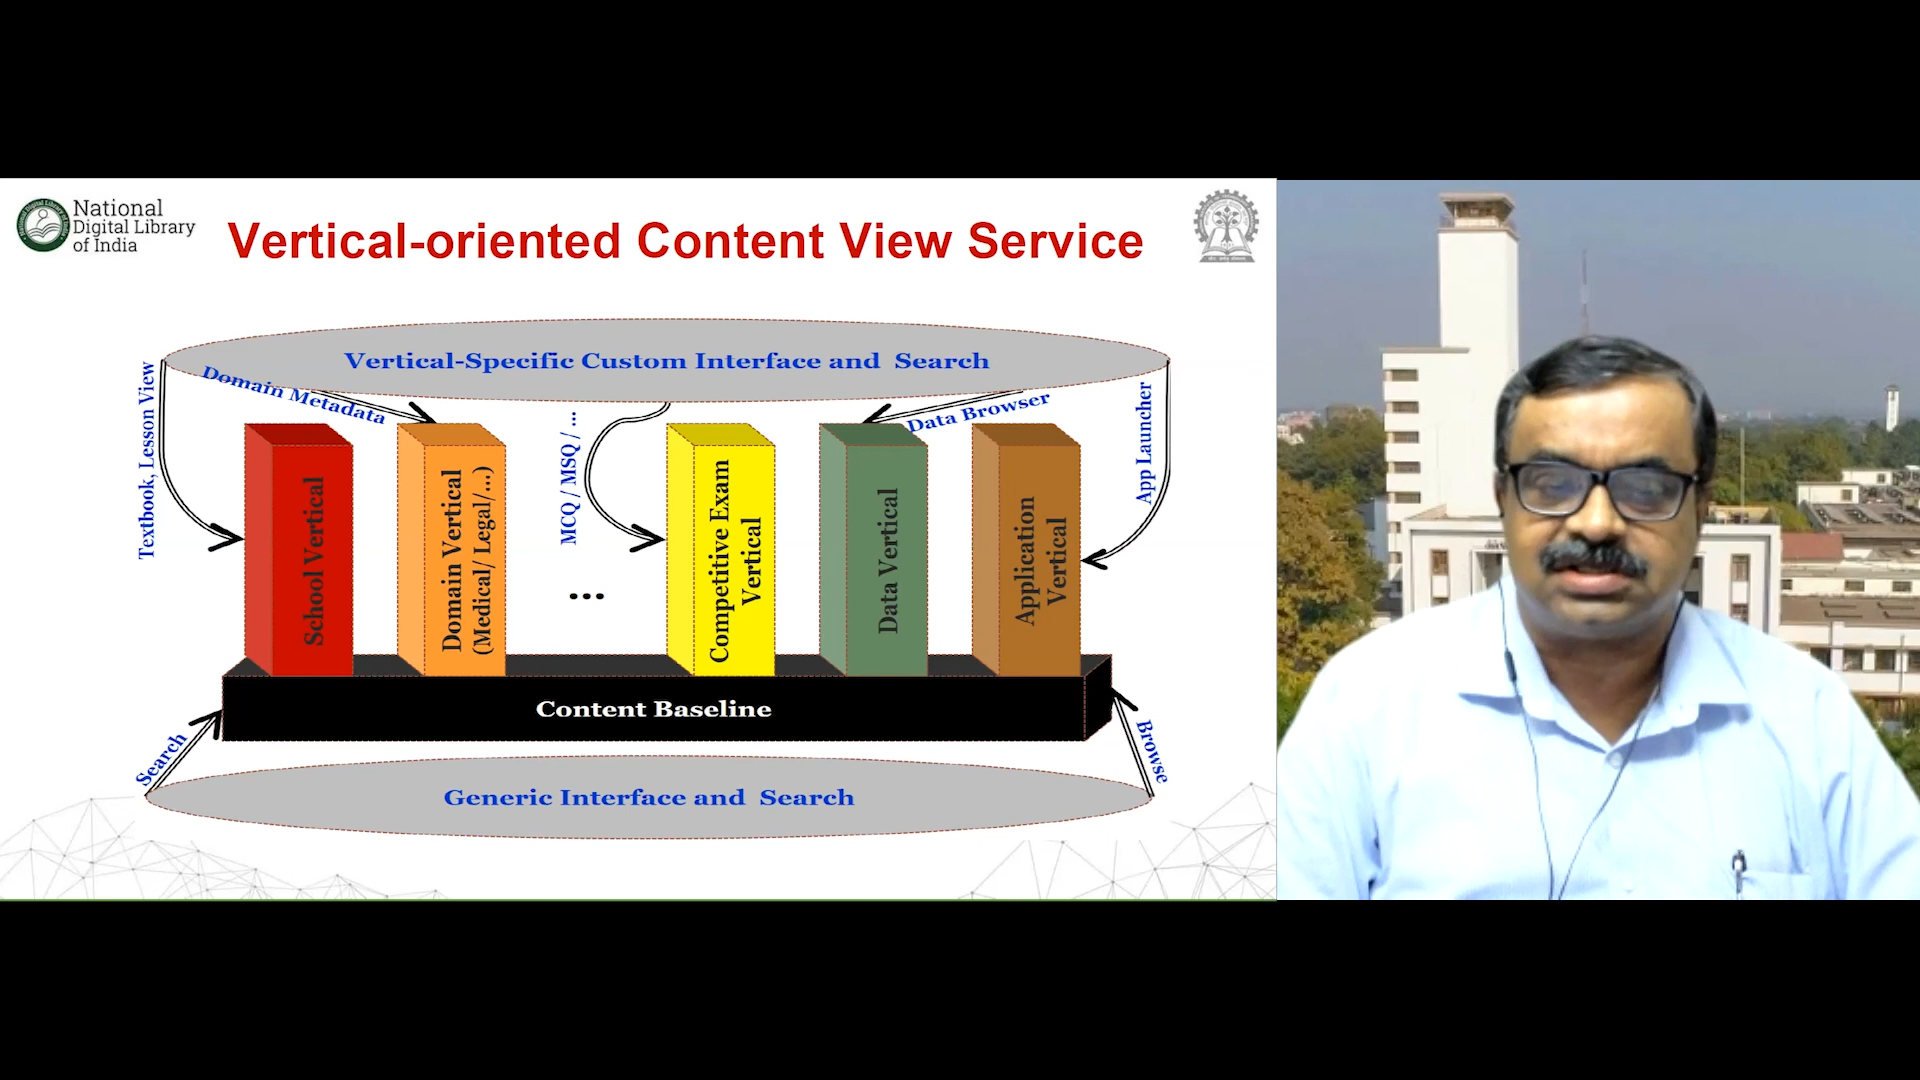 National
Digital Library
of India
Vertical-oriented Content View Service
Vertical-Specific Custom Interface and Search
Textbook, Lesson View
Domain Metadata
MCQ / MSQ / ...
Data Browser
App Launcher
School Vertical
Domain Vertical
(Medical/ Legal/...)
...
Competitive Exam
Vertical
Data Vertical
Application
Vertical
Content Baseline
Search
Browse
Generic Interface and Search